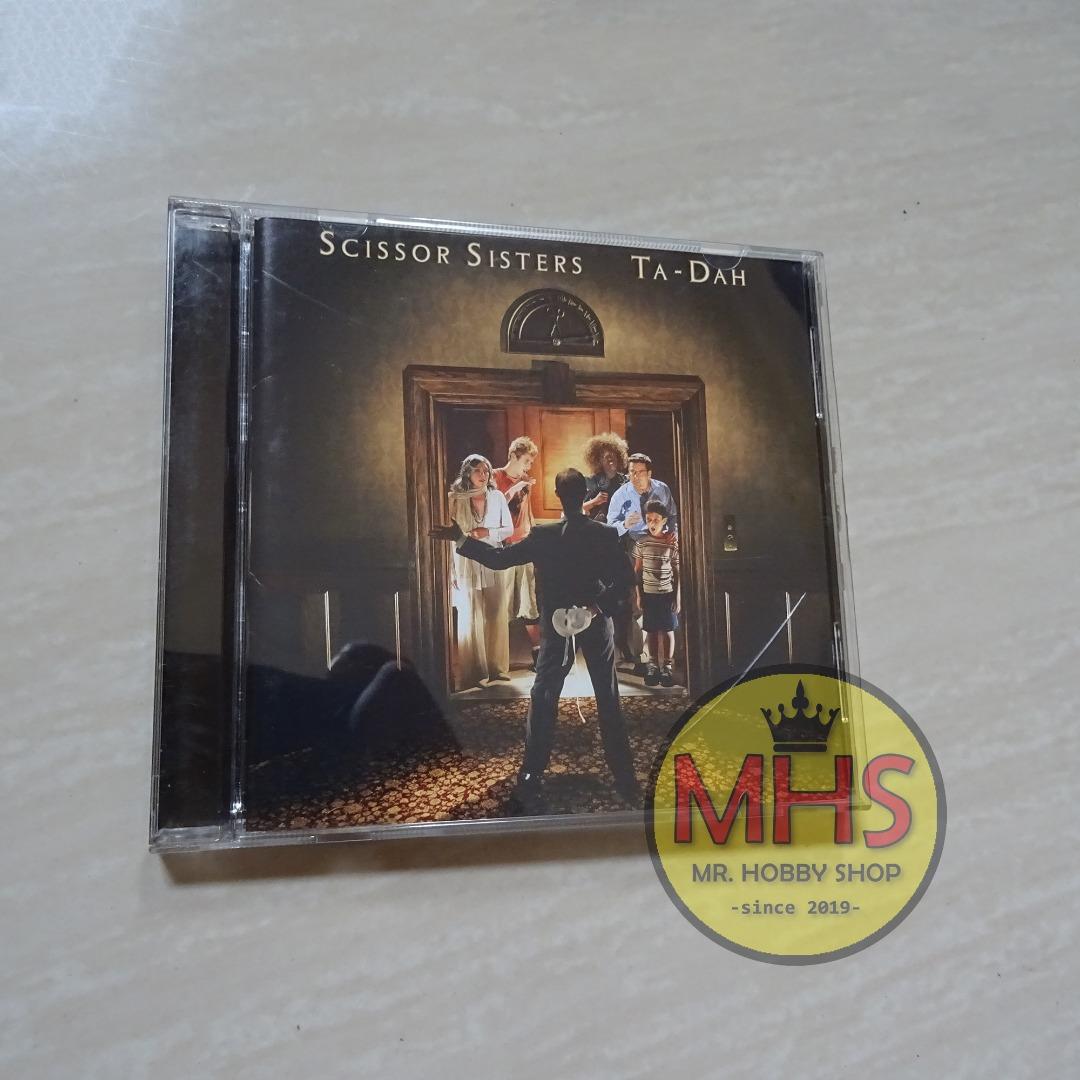 SCISSOR SISTERS TA-DAH
MHS
MR. HOBBY SHOP
-since 2019-